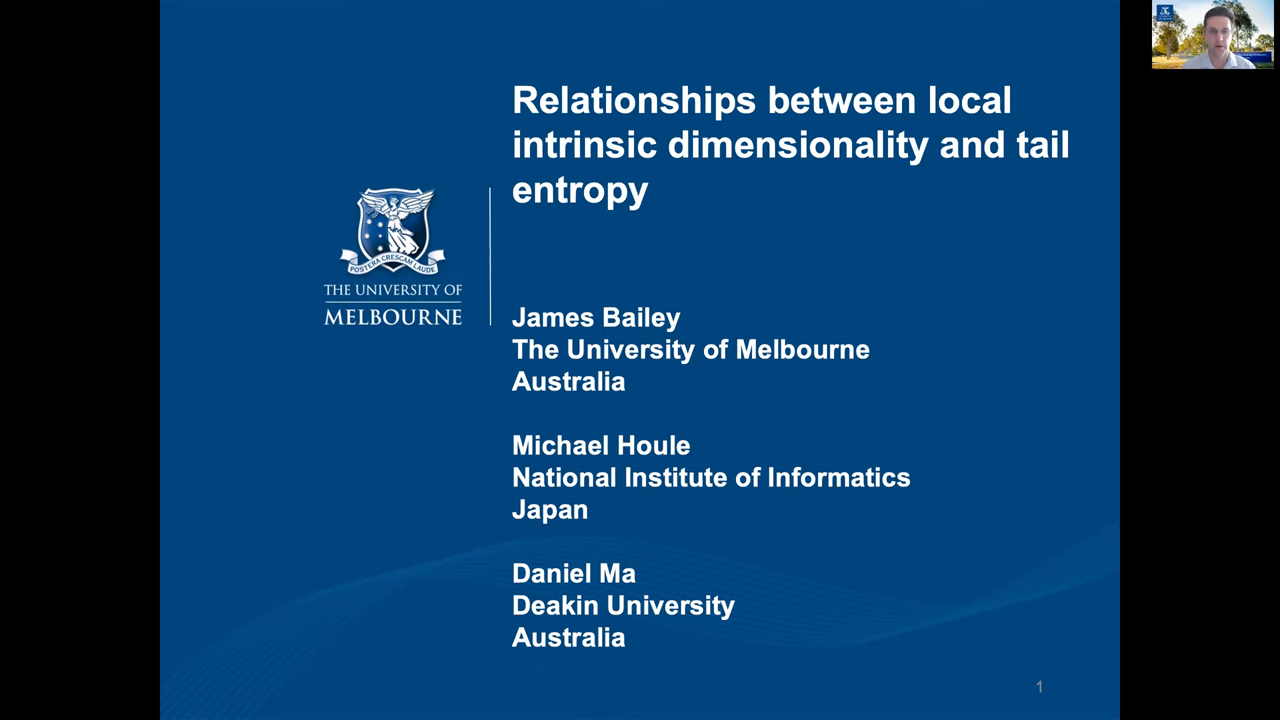 Relationships between local
intrinsic dimensionality and tail
entropy
POSTERA CRESCAM LAUDE
THE UNIVERSITY OF
MELBOURNE
James Bailey
The University of Melbourne
Australia
Michael Houle
National Institute of Informatics
Japan
Daniel Ma
Deakin University
Australia
1